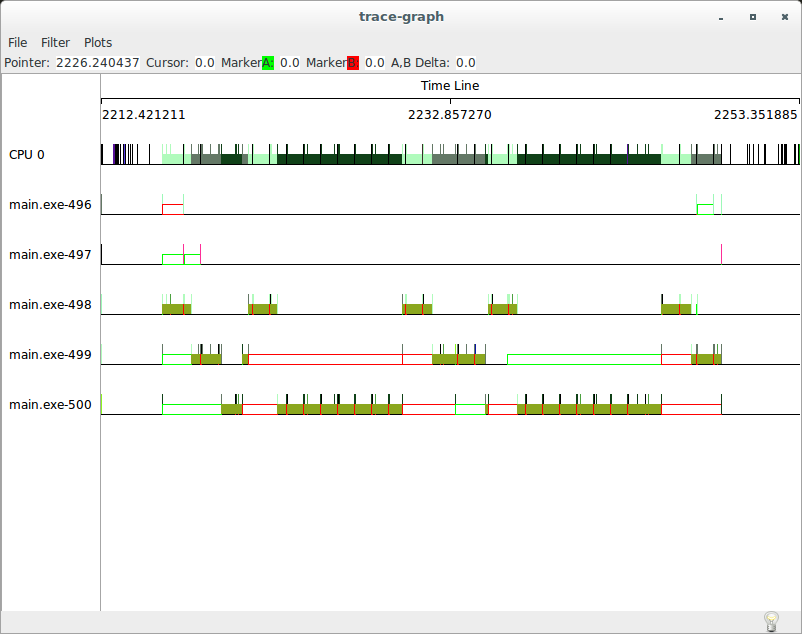 trace-graph
File Filter Plots
Pointer: 2226.240437 Cursor: 0.0 MarkerA: 0.0 MarkerB: 0.0 A,B Delta: 0.0
Time Line
2212.421211 2232.857270 2253.351885
CPU 0
main.exe-496
main.exe-497
main.exe-498
main.exe-499
main.exe-500